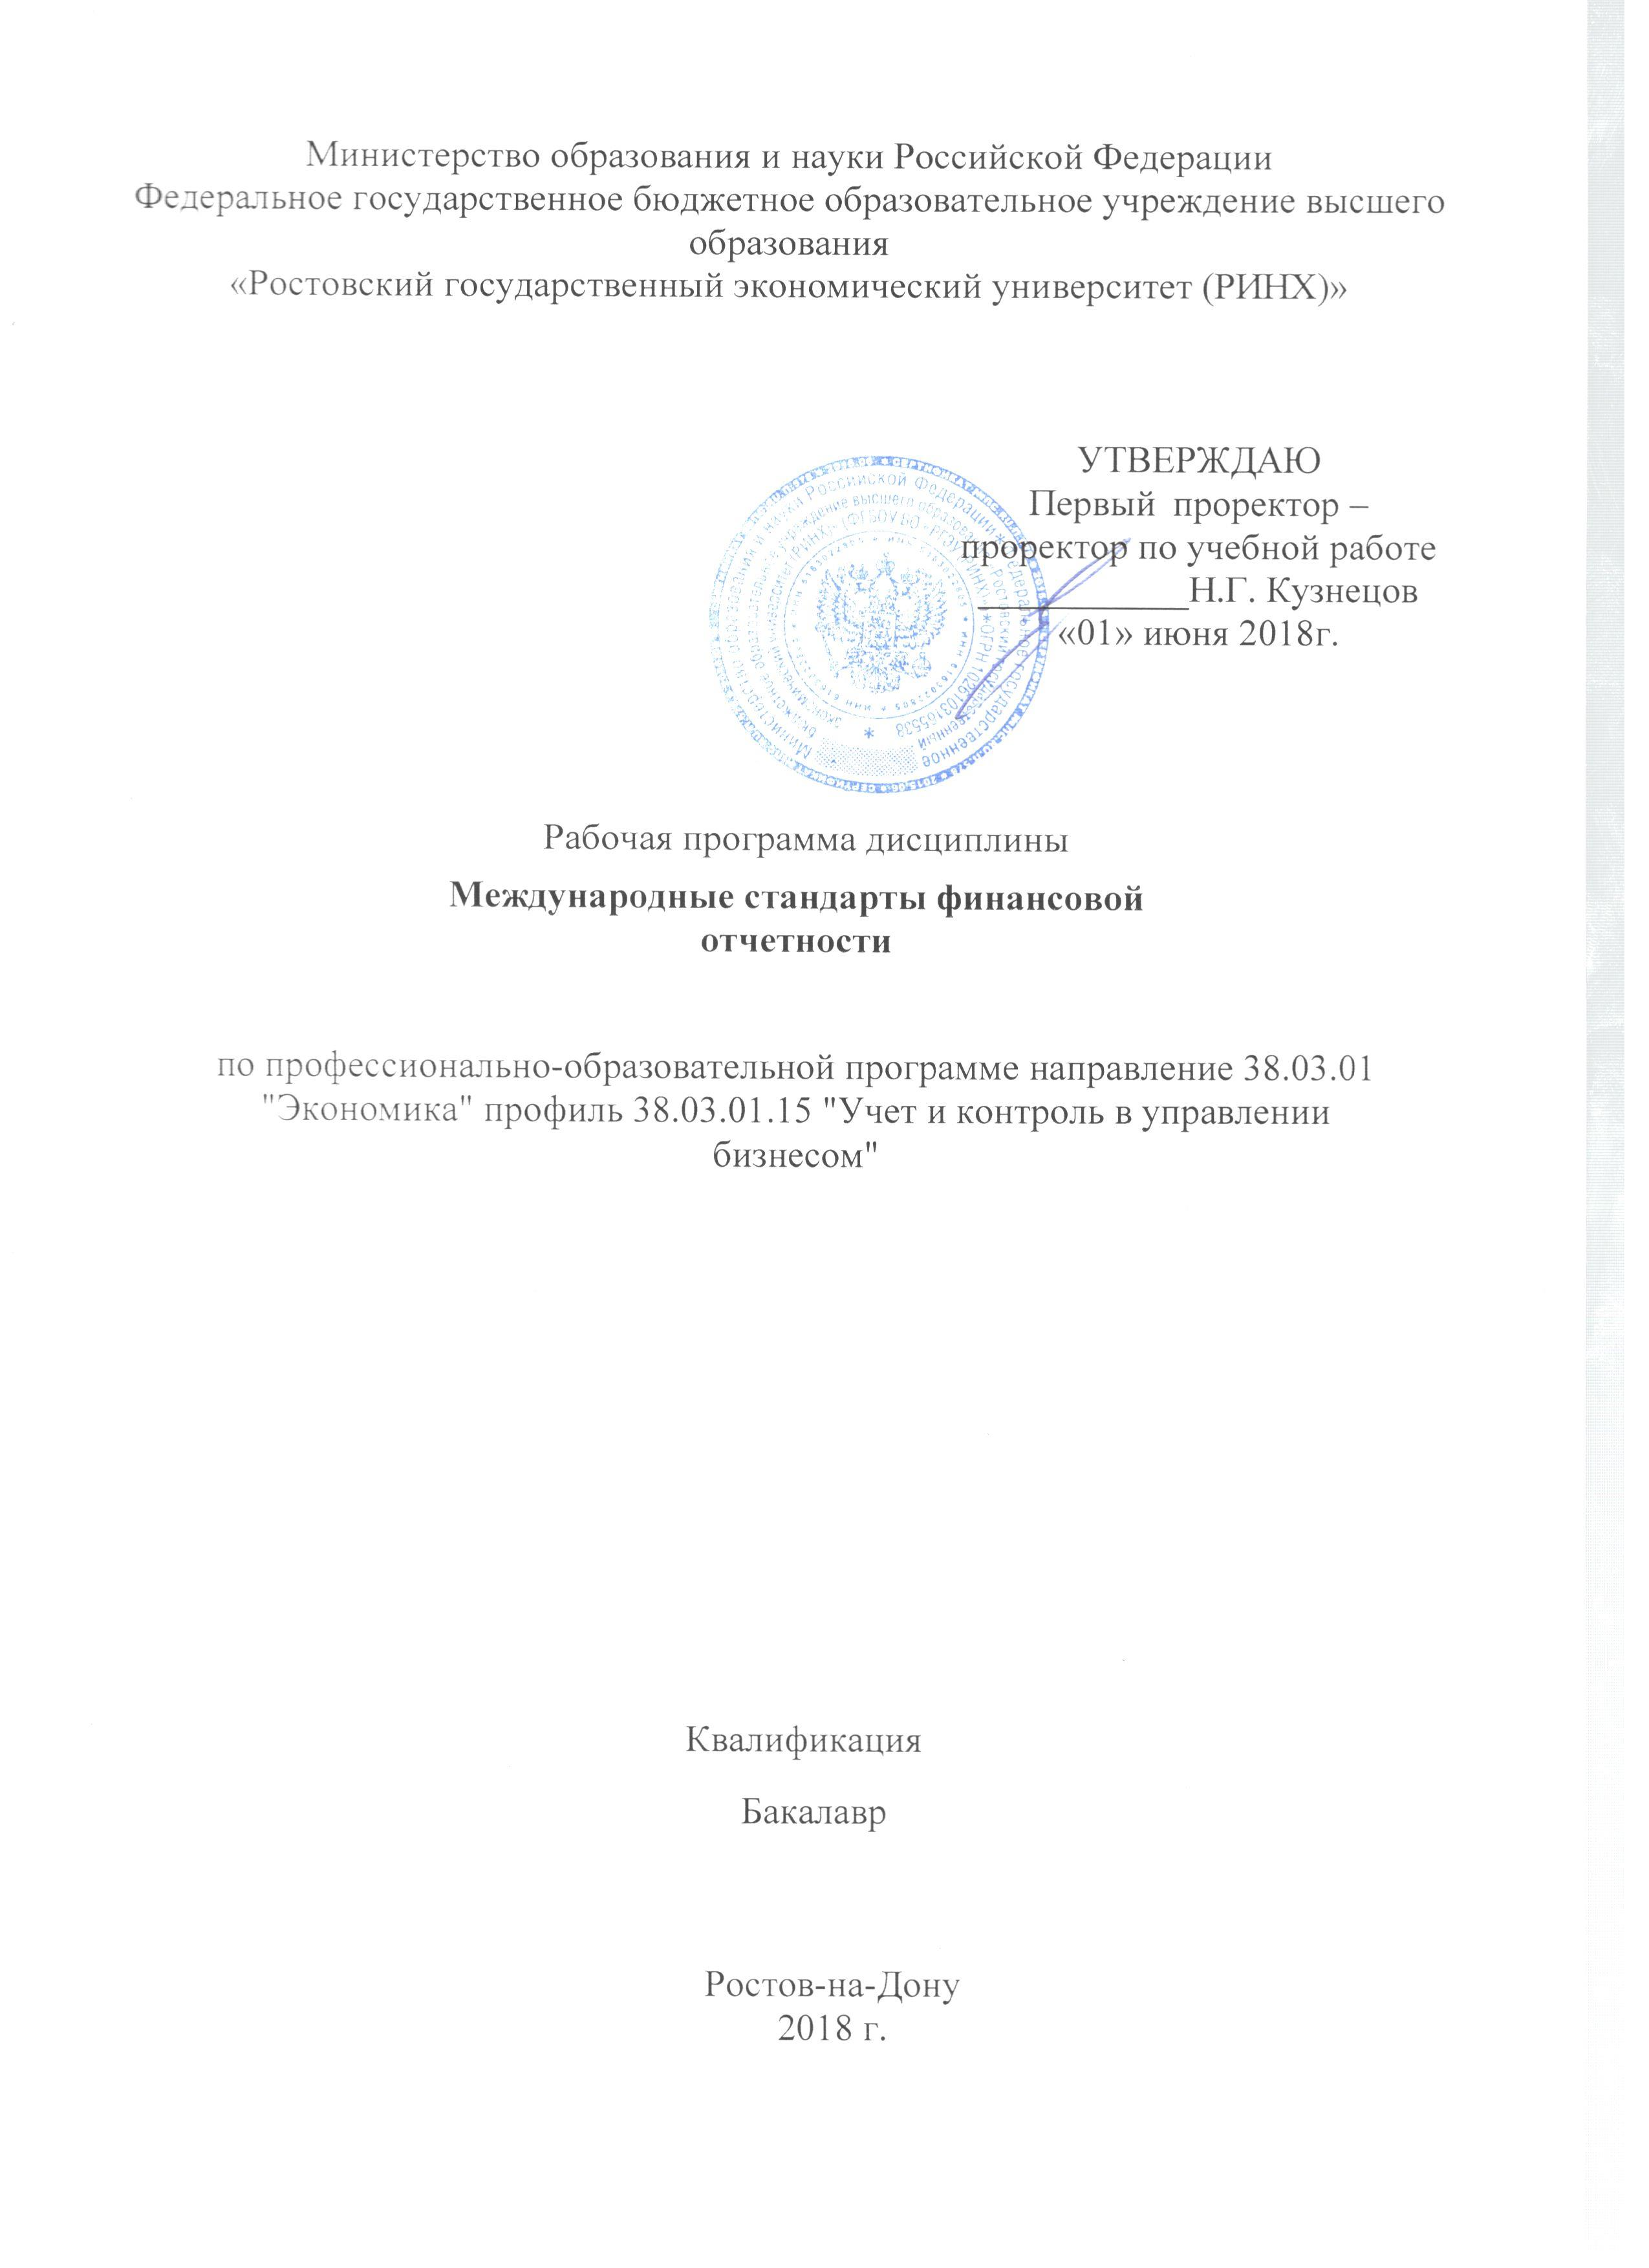 Министерство образования и науки Российской Федерации
Федеральное государственное бюджетное образовательное учреждение высшего
образования
«Ростовский государственный экономический университет (РИНХ)»
УТВЕРЖДАЮ
Первый проректор –
проректор по учебной работе
____________Н.Г. Кузнецов
«01» июня 2018г.
Рабочая программа дисциплины
Международные стандарты финансовой
отчетности
по профессионально-образовательной программе направление 38.03.01
"Экономика" профиль 38.03.01.15 "Учет и контроль в управлении
бизнесом"
Квалификация
Бакалавр
Ростов-на-Дону
2018 г.